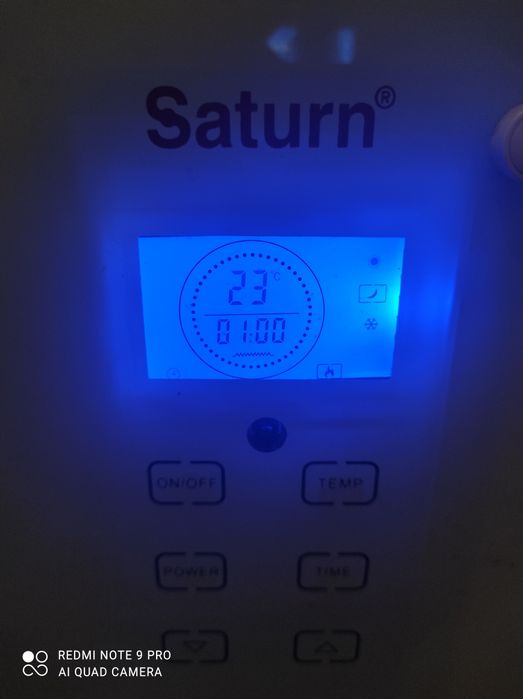 Saturn®
23°C
01:00
ON/OFF
TEMP
POWER
TIME
REDMI NOTE 9 PRO
AI QUAD CAMERA